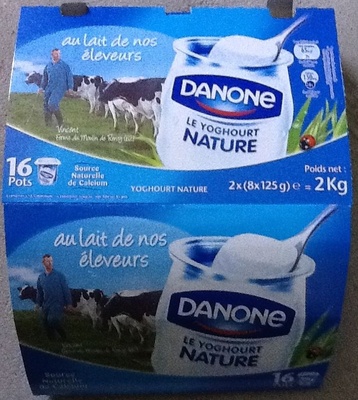 au lait de nos
éleveurs
DANONE
LE YOGHOURT
NATURE
16
16
Pots
Source
Naturelle
de Calcium
YOGHOURT NATURE
2x(8x125g) e = 2Kg
Poids net :
Vincent
au lait de nos
éleveurs
DANONE
LE YOGHOURT
NATURE